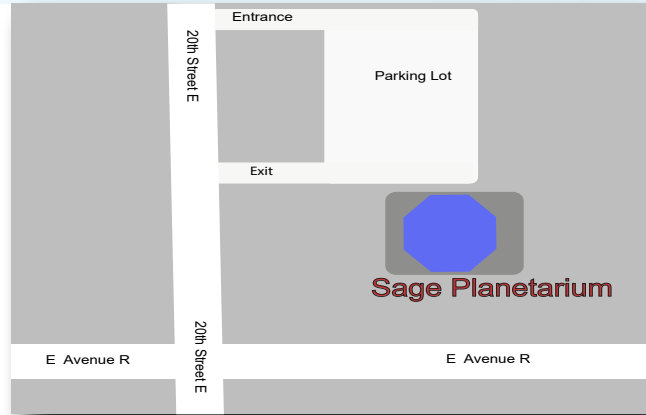 Entrance
20th Street E
Parking Lot
Exit
Sage Planetarium
20th Street E
E Avenue R
E Avenue R